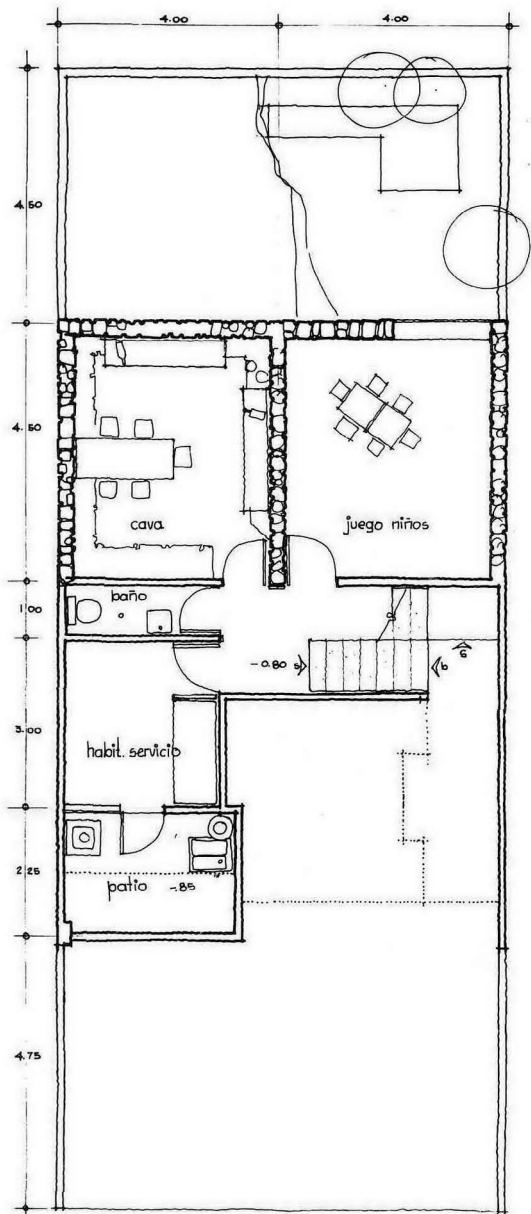 4.00
4.00
4.50
4.50
cava
juego niños
baño
1.00
-0.80 s
b
s
3.00
habit. servicio
2.25
patio -.85
4.75